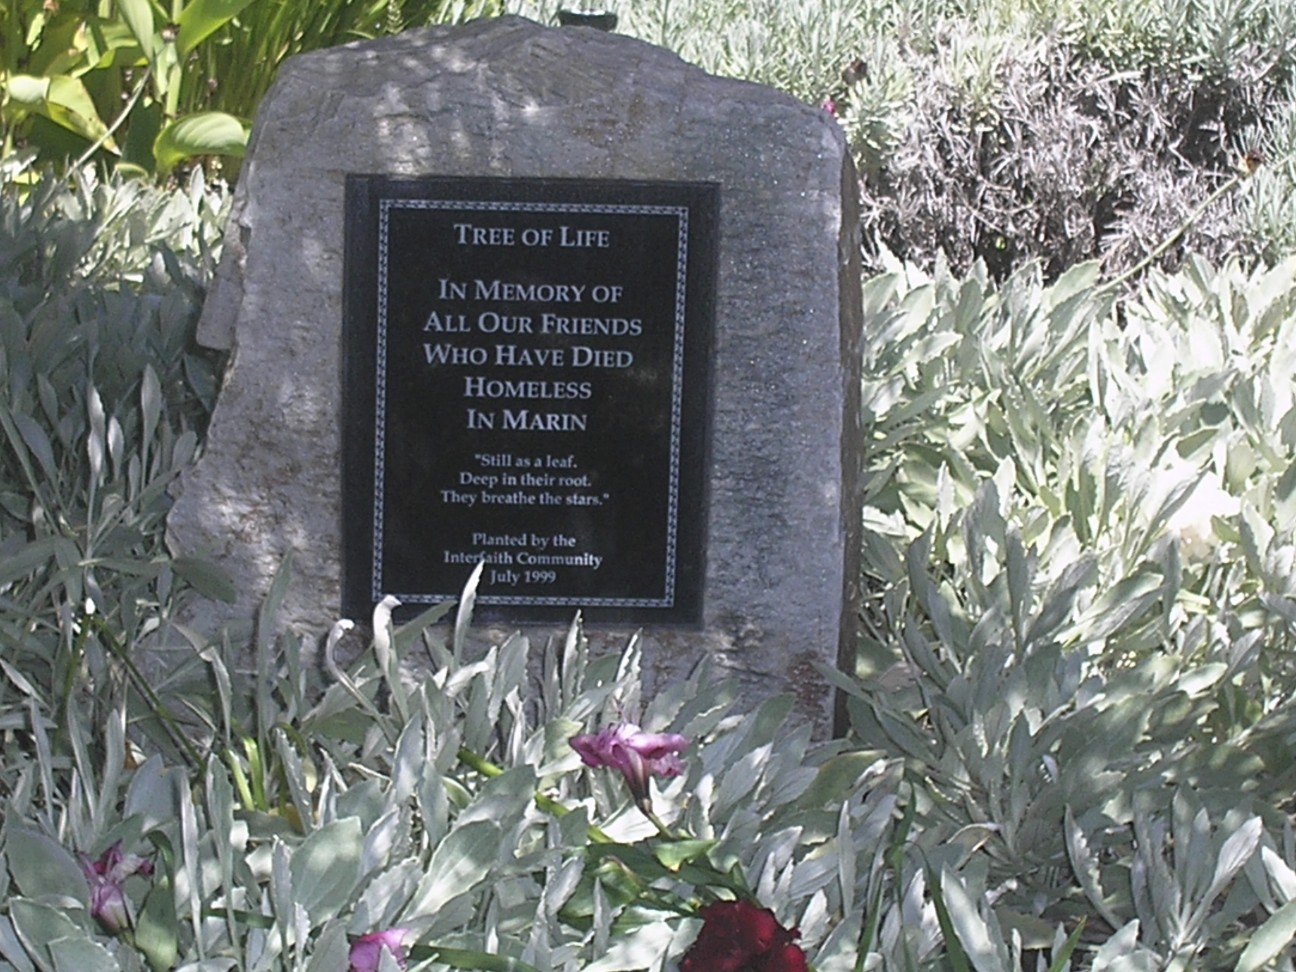 TREE OF LIFE
IN MEMORY OF
ALL OUR FRIENDS
WHO HAVE DIED
HOMELESS
IN MARIN
"Still as a leaf.
Deep in their root.
They breathe the stars."
Planted by the
Interfaith Community
July 1999